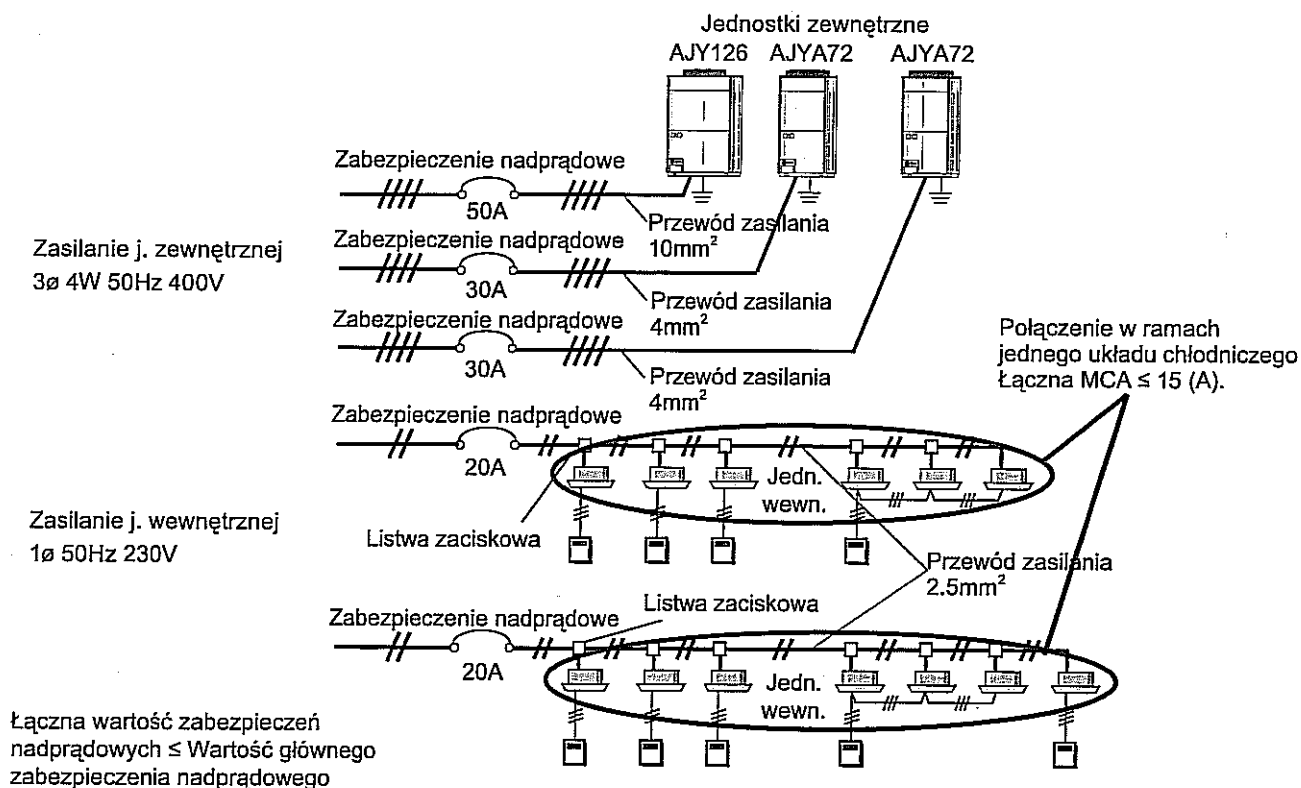 Jednostki zewnętrzne
AJY126 AJYA72 AJYA72
Zabezpieczenie nadprądowe
50A
Przewód zasilania
10mm²
Zasilanie j. zewnętrznej
3ø 4W 50Hz 400V
Zabezpieczenie nadprądowe
30A
Przewód zasilania
4mm²
Zabezpieczenie nadprądowe
30A
Przewód zasilania
4mm²
Połączenie w ramach
jednego układu chłodniczego
Łączna MCA ≤ 15 (A).
Zabezpieczenie nadprądowe
20A
Jedn.
wewn.
Zasilanie j. wewnętrznej
1ø 50Hz 230V
Listwa zaciskowa
Przewód zasilania
2.5mm²
Zabezpieczenie nadprądowe
20A
Listwa zaciskowa
Jedn.
wewn.
Łączna wartość zabezpieczeń
nadprądowych ≤ Wartość głównego
zabezpieczenia nadprądowego